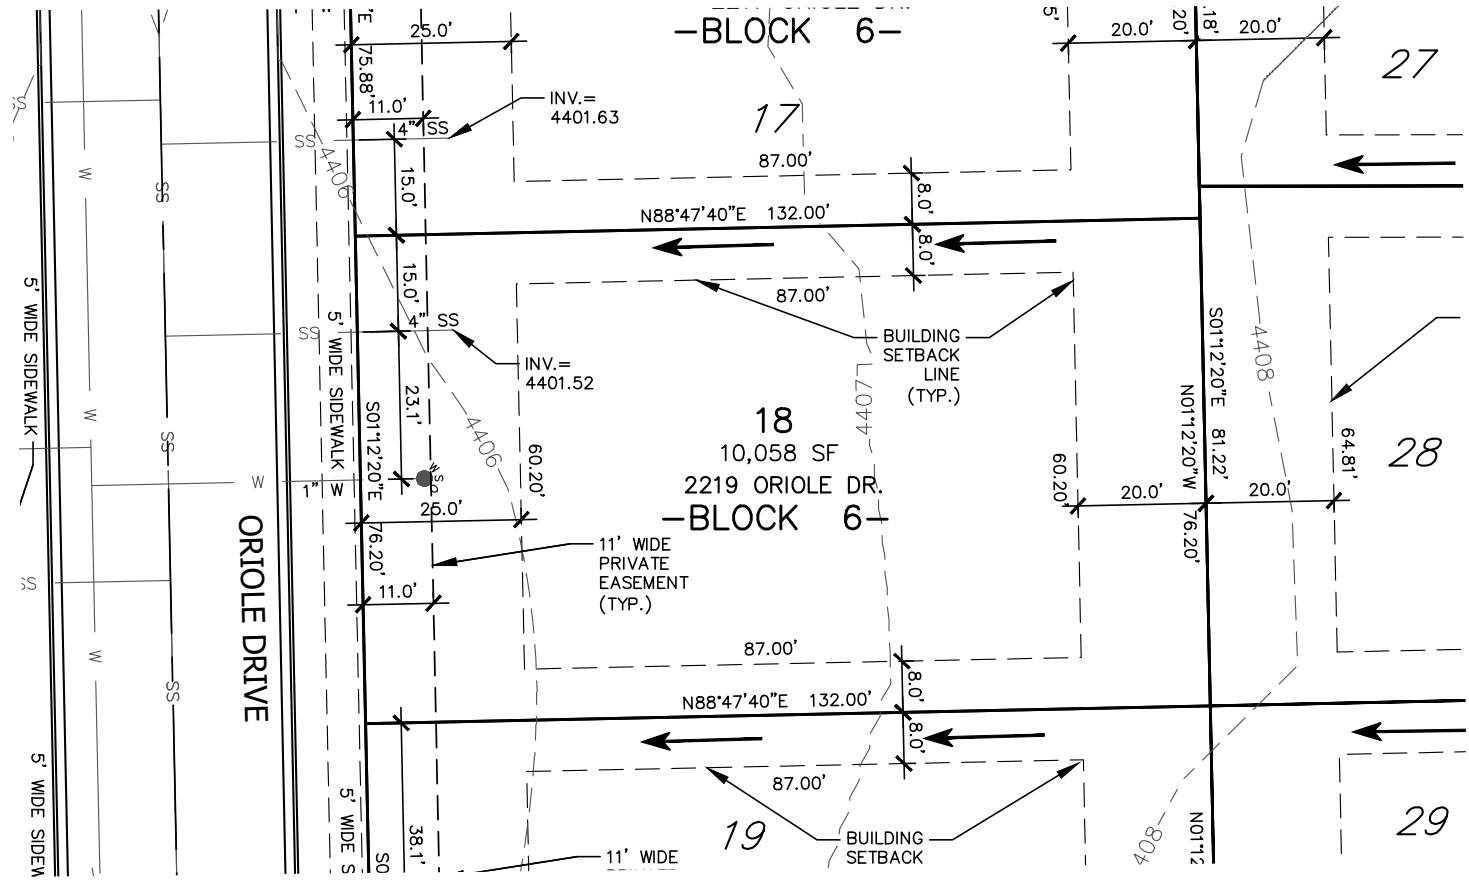 -BLOCK 6-
25.0'
20.0'
20.0'
5'
20'
.18'
27
75.88'
"E
W
11.0'
INV.=
4401.63
17
4" SS
SS
SS
W
SS
4406
15.0'
87.00'
8.0'
N88°47'40"E 132.00'
8.0'
15.0'
87.00'
5' WIDE SIDEWALK
5' WIDE SIDEWALK
SS
4" SS
INV.=
4401.52
BUILDING
SETBACK
LINE
(TYP.)
S01°12'20"E 81.22'
4408
4407
W
SS
23.1'
4406
S01°12'20"E
76.20'
18
10,058 SF
2219 ORIOLE DR.
-BLOCK 6-
60.20'
60.20'
N01°12'20"W
76.20'
64.81'
28
W
1" W
WSO
25.0'
20.0'
20.0'
ORIOLE DRIVE
11' WIDE
PRIVATE
EASEMENT
(TYP.)
11.0'
SS
W
SS
87.00'
8.0'
N88°47'40"E 132.00'
8.0'
87.00'
5' WIDE SIDEW
5' WIDE S
38.1'
S0
19
BUILDING
SETBACK
11' WIDE
408
N01°12
29